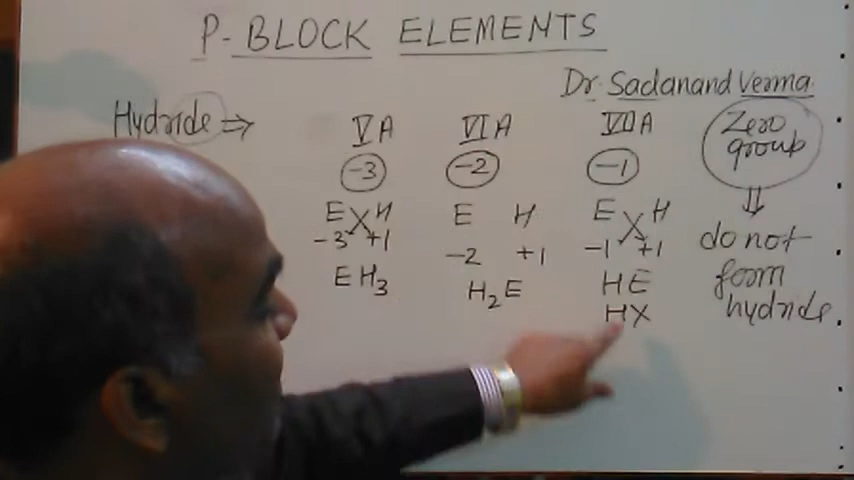 P-BLOCK ELEMENTS
Dr. Sadanand Verma
Hydride ⇒ VA VIA VIIA Zero group
-3 -2 -1
E H E H E H do not
-3 +1 -2 +1 -1 +1
EH3 H2E HE form
HX hydride